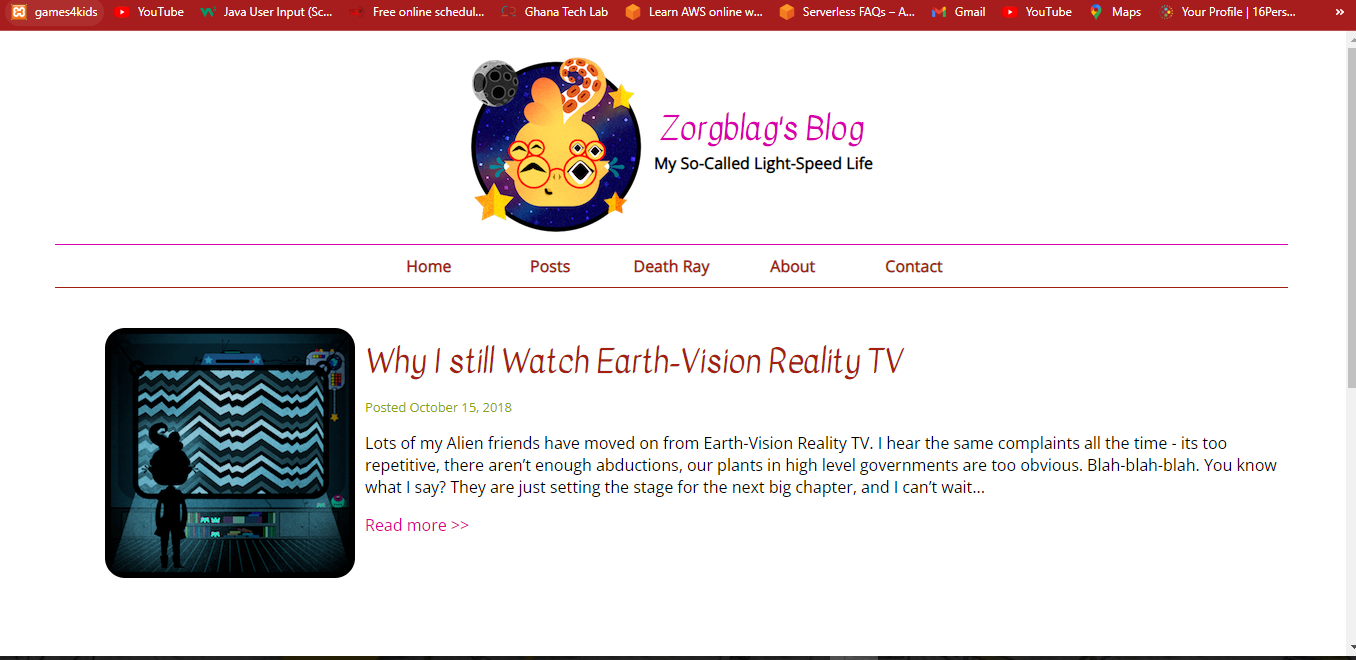 games4kids YouTube Java User Input (Sc... Free online schedul... Ghana Tech Lab Learn AWS online w... Serverless FAQs – A... Gmail YouTube Maps Your Profile | 16Pers... »
Zorgblag's Blog
My So-Called Light-Speed Life
Home Posts Death Ray About Contact
Why I still Watch Earth-Vision Reality TV
Posted October 15, 2018
Lots of my Alien friends have moved on from Earth-Vision Reality TV. I hear the same complaints all the time - its too
repetitive, there aren’t enough abductions, our plants in high level governments are too obvious. Blah-blah-blah. You know
what I say? They are just setting the stage for the next big chapter, and I can’t wait...
Read more >>